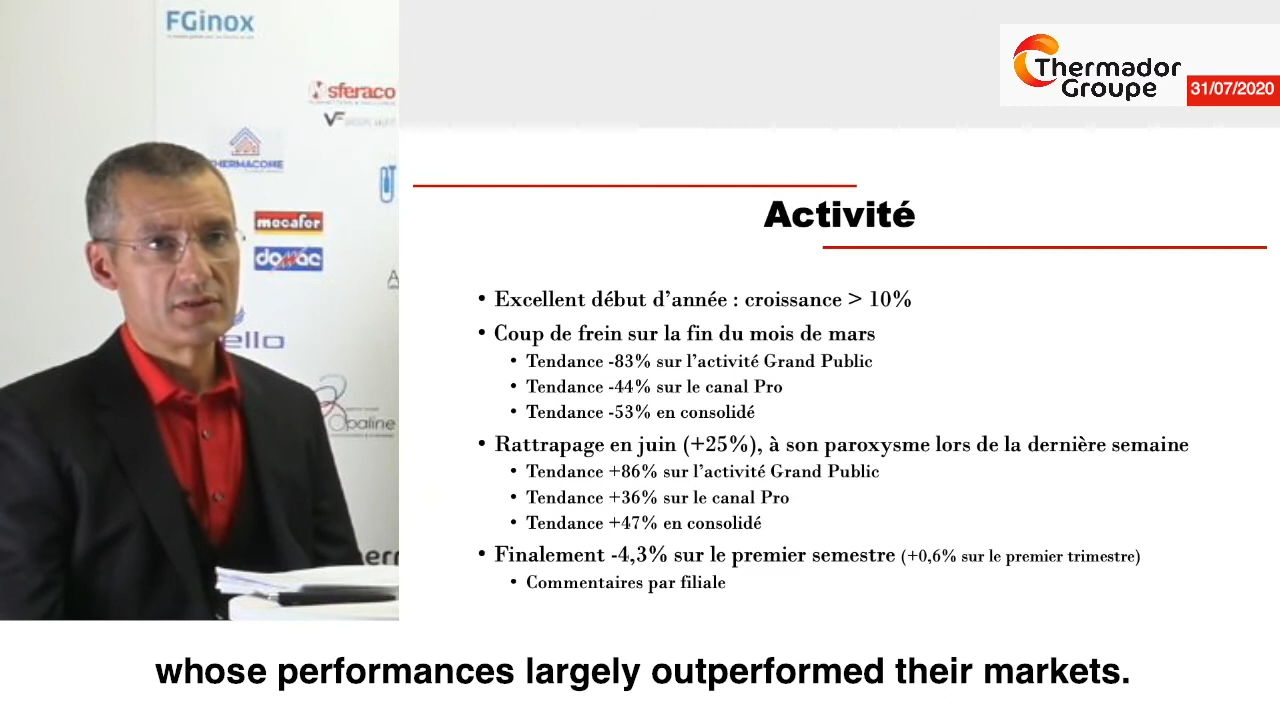 FGinox
sferaco
THERMACOME
mecafer
domac
ello
opaline
Thermador
Groupe
31/07/2020
Activité
• Excellent début d’année : croissance > 10%
• Coup de frein sur la fin du mois de mars
• Tendance -83% sur l’activité Grand Public
• Tendance -44% sur le canal Pro
• Tendance -53% en consolidé
• Rattrapage en juin (+25%), à son paroxysme lors de la dernière semaine
• Tendance +86% sur l’activité Grand Public
• Tendance +36% sur le canal Pro
• Tendance +47% en consolidé
• Finalement -4,3% sur le premier semestre (+0,6% sur le premier trimestre)
• Commentaires par filiale
whose performances largely outperformed their markets.